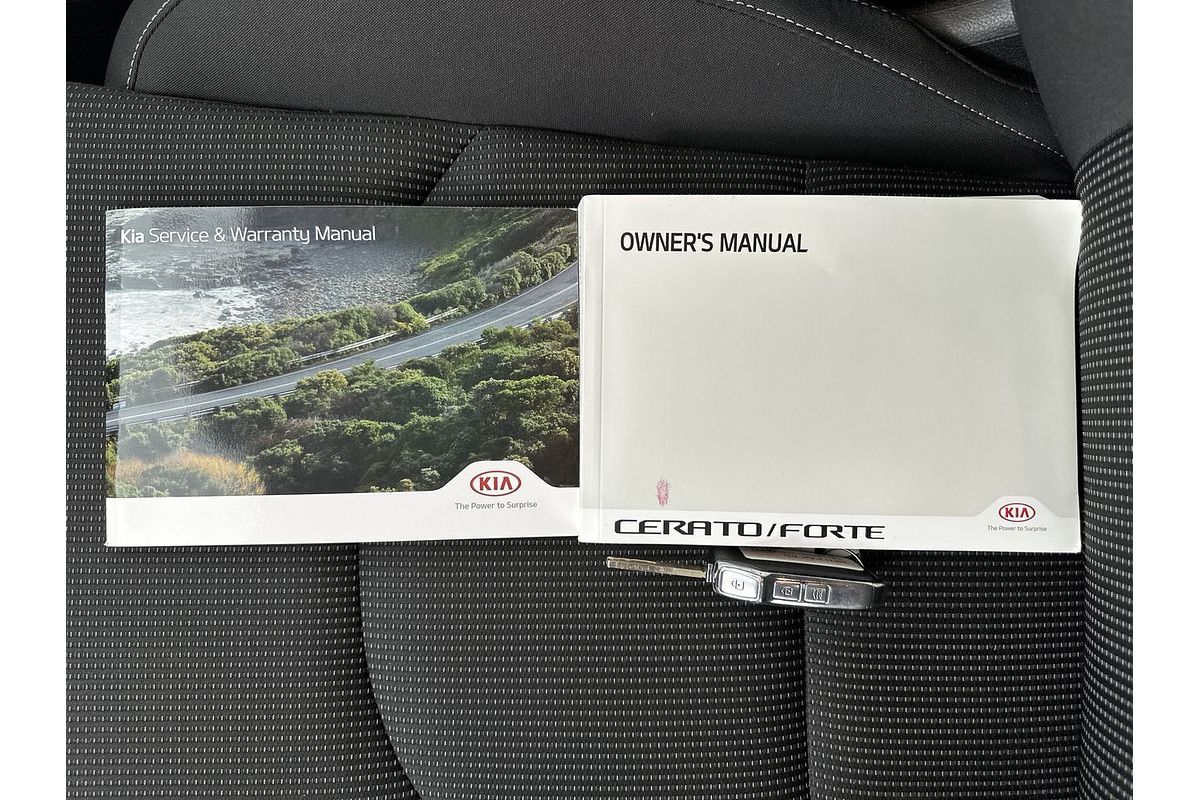 Kia Service & Warranty Manual
KIA
The Power to Surprise
OWNER'S MANUAL
CERATO/FORTE
KIA
The Power to Surprise